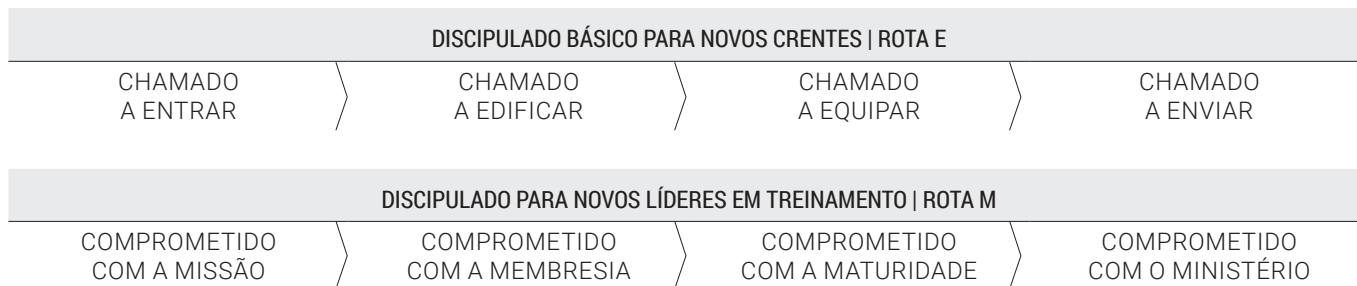 DISCIPULADO BÁSICO PARA NOVOS CRENTES | ROTA E
CHAMADO
A ENTRAR
CHAMADO
A EDIFICAR
CHAMADO
A EQUIPAR
CHAMADO
A ENVIAR
DISCIPULADO PARA NOVOS LÍDERES EM TREINAMENTO | ROTA M
COMPROMETIDO
COM A MISSÃO
COMPROMETIDO
COM A MEMBRESIA
COMPROMETIDO
COM A MATURIDADE
COMPROMETIDO
COM O MINISTÉRIO